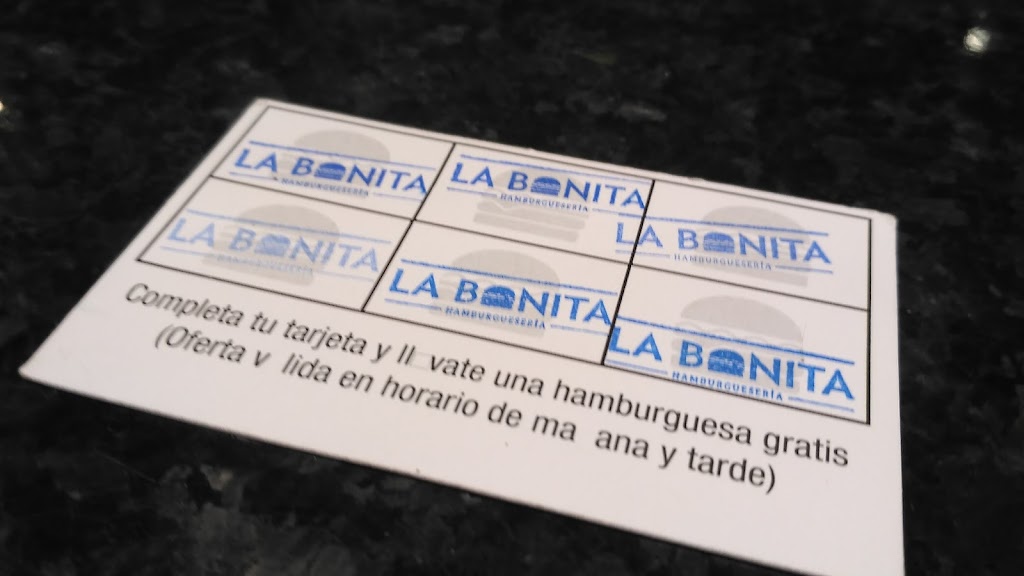 LA BONITA
HAMBURGUESERÍA
LA BONITA
HAMBURGUESERÍA
LA BONITA
HAMBURGUESERÍA
LA BONITA
HAMBURGUESERÍA
LA BONITA
HAMBURGUESERÍA
LA BONITA
HAMBURGUESERÍA
Completa tu tarjeta y ll vate una hamburguesa gratis
(Oferta v lida en horario de ma ana y tarde)